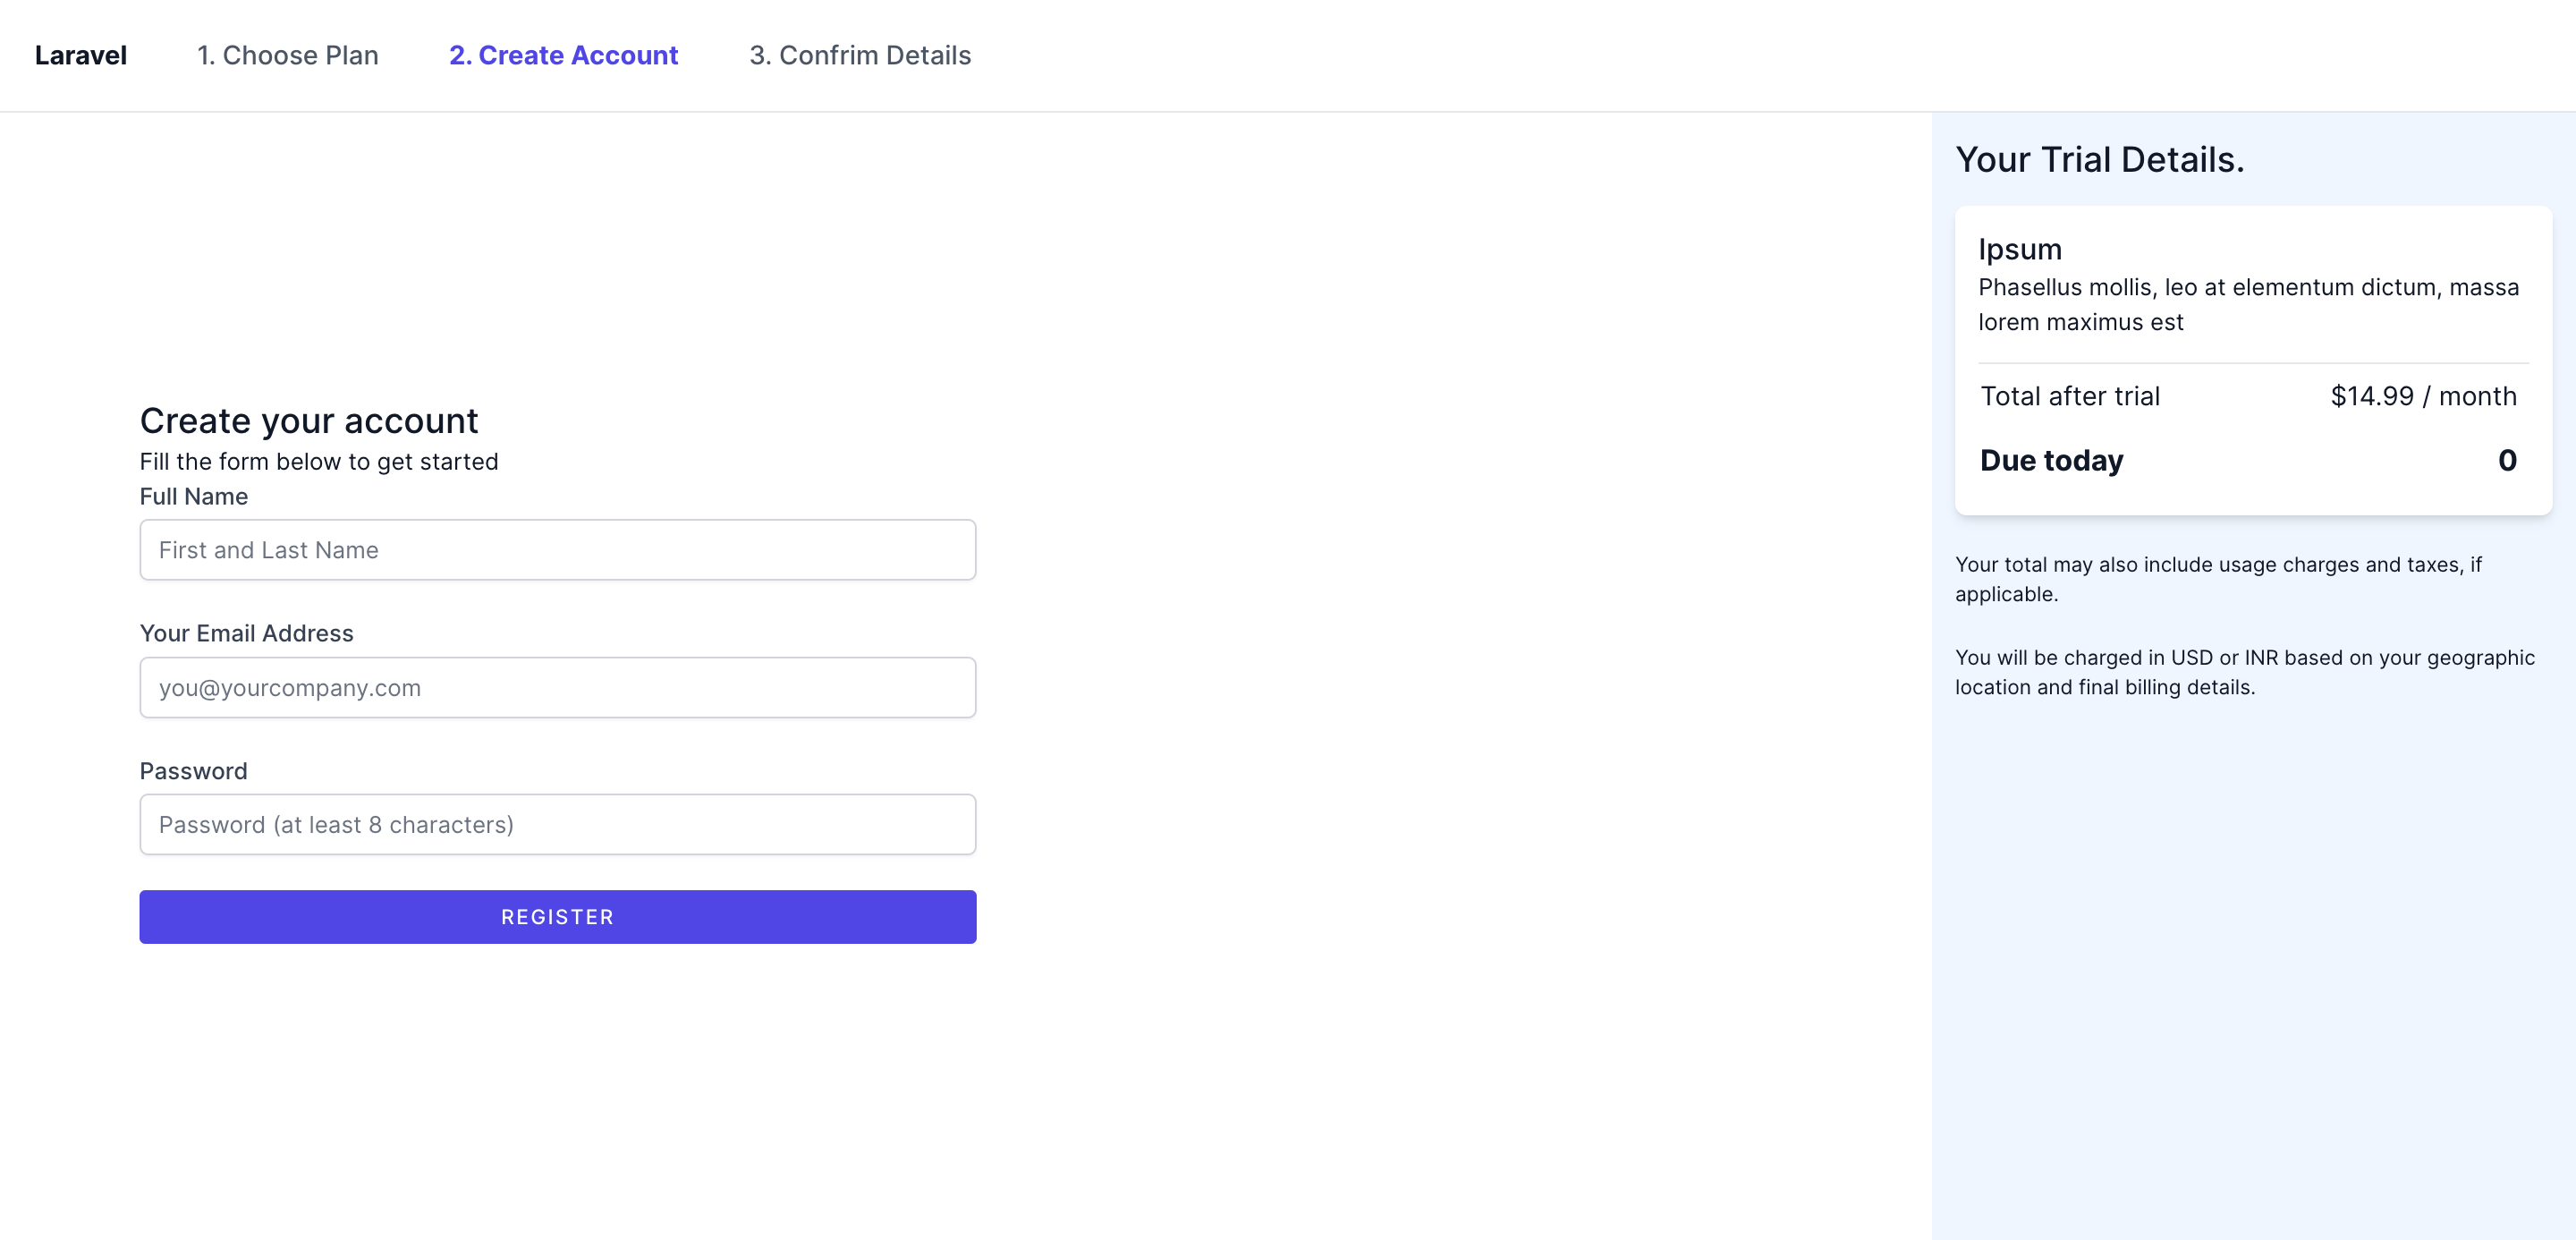 Laravel
1. Choose Plan
2. Create Account
3. Confrim Details
Create your account
Fill the form below to get started
Full Name
First and Last Name
Your Email Address
you@yourcompany.com
Password
Password (at least 8 characters)
REGISTER
Your Trial Details.
Ipsum
Phasellus mollis, leo at elementum dictum, massa
lorem maximus est
Total after trial $14.99 / month
Due today 0
Your total may also include usage charges and taxes, if
applicable.
You will be charged in USD or INR based on your geographic
location and final billing details.